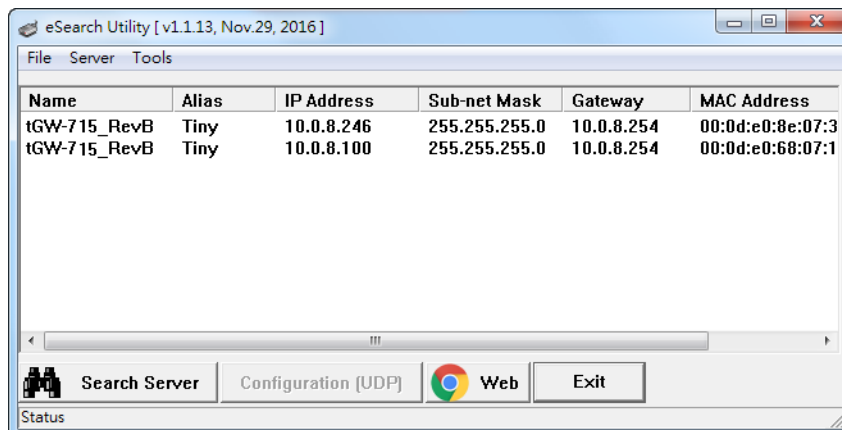 eSearch Utility [ v1.1.13, Nov.29, 2016 ]
File Server Tools
Name Alias IP Address Sub-net Mask Gateway MAC Address
tGW-715_RevB Tiny 10.0.8.246 255.255.255.0 10.0.8.254 00:0d:e0:8e:07:3
tGW-715_RevB Tiny 10.0.8.100 255.255.255.0 10.0.8.254 00:0d:e0:68:07:1
Search Server Configuration (UDP) Web Exit
Status